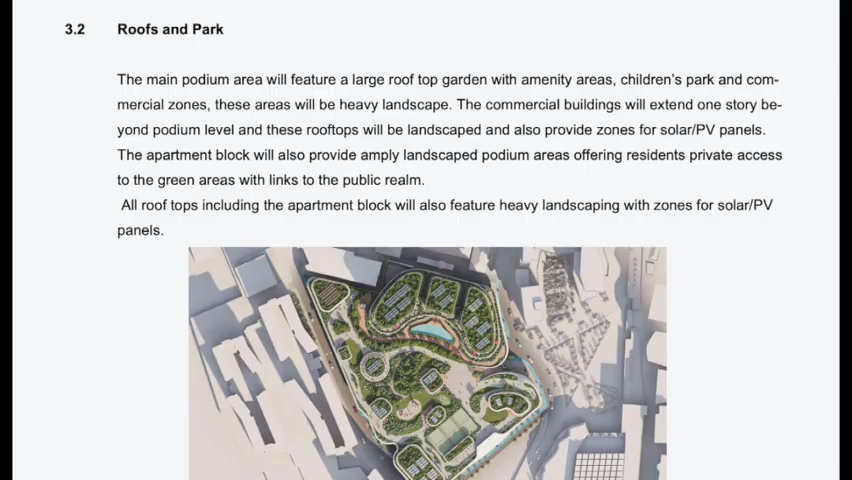 3.2 Roofs and Park
The main podium area will feature a large roof top garden with amenity areas, children's park and com-
mercial zones, these areas will be heavy landscape. The commercial buildings will extend one story be-
yond podium level and these rooftops will be landscaped and also provide zones for solar/PV panels.
The apartment block will also provide amply landscaped podium areas offering residents private access
to the green areas with links to the public realm.
All roof tops including the apartment block will also feature heavy landscaping with zones for solar/PV
panels.